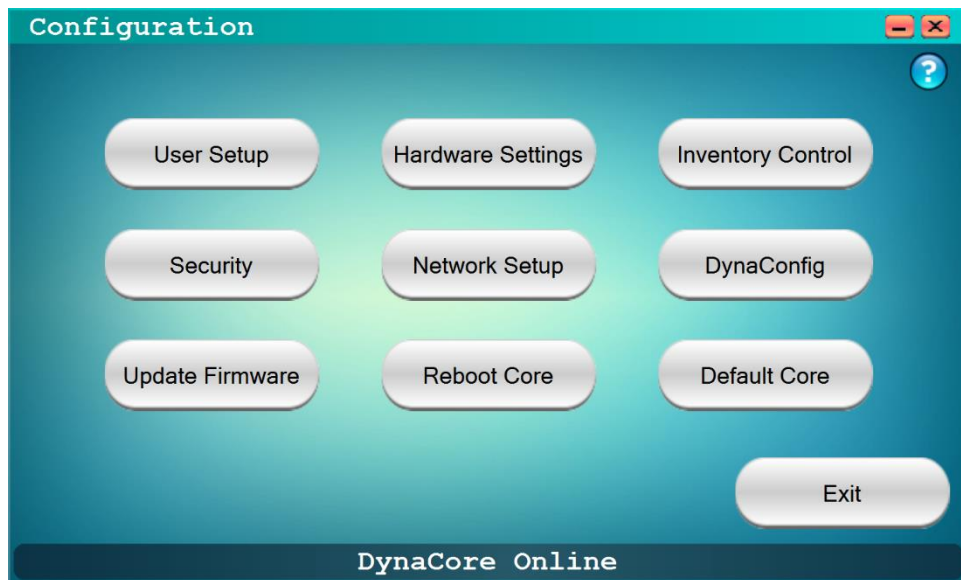 Configuration
?
User Setup
Hardware Settings
Inventory Control
Security
Network Setup
DynaConfig
Update Firmware
Reboot Core
Default Core
Exit
DynaCore Online